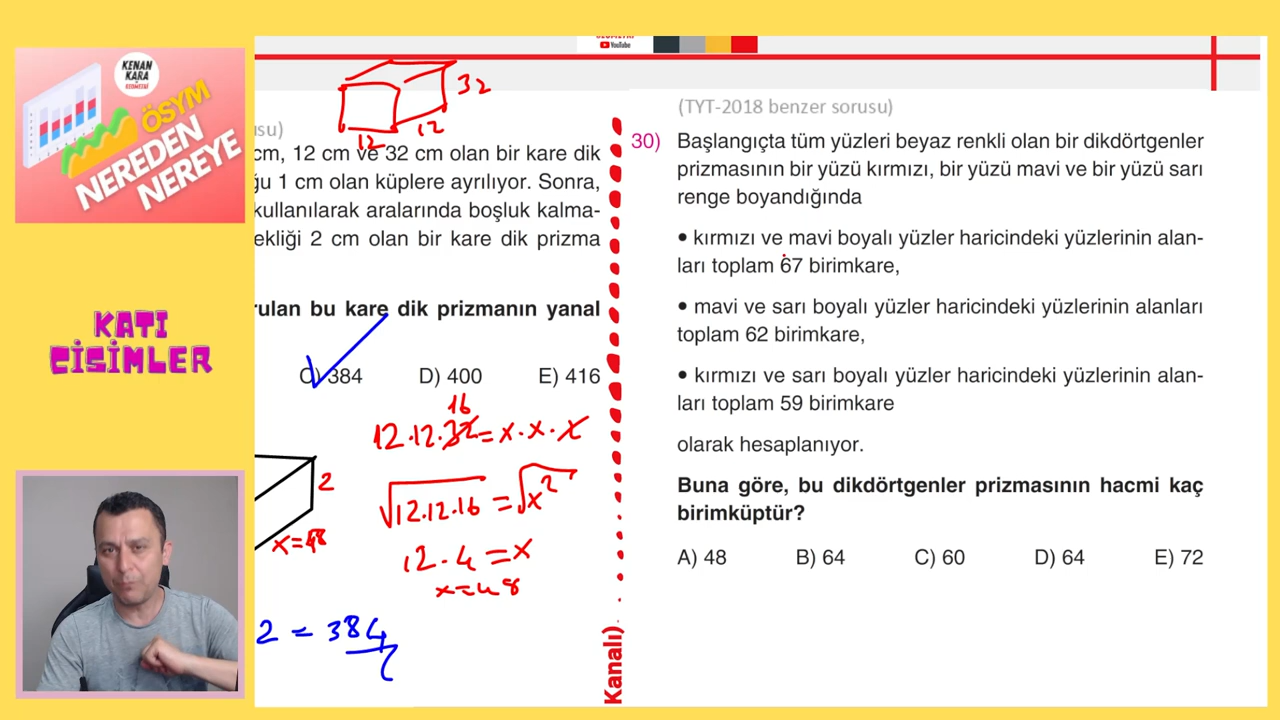 KENAN
KARA
GEOMETRİ
ÖSYM
NEREDEN
NEREYE
KATI
CİSİMLER
YouTube
32
12
12
usu)
cm, 12 cm ve 32 cm olan bir kare dik
ğu 1 cm olan küplere ayrılıyor. Sonra,
kullanılarak aralarında boşluk kalma-
ekliği 2 cm olan bir kare dik prizma
rulan bu kare dik prizmanın yanal
C) 384 D) 400 E) 416
16
12.12.32=x.x.x
√12.12.16 = √x²
12.4=x
x=48
2
x=48
2 = 384
Kanalı)
(TYT-2018 benzer sorusu)
30) Başlangıçta tüm yüzleri beyaz renkli olan bir dikdörtgenler
prizmasının bir yüzü kırmızı, bir yüzü mavi ve bir yüzü sarı
renge boyandığında
• kırmızı ve mavi boyalı yüzler haricindeki yüzlerinin alan-
ları toplam 67 birimkare,
• mavi ve sarı boyalı yüzler haricindeki yüzlerinin alanları
toplam 62 birimkare,
• kırmızı ve sarı boyalı yüzler haricindeki yüzlerinin alan-
ları toplam 59 birimkare
olarak hesaplanıyor.
Buna göre, bu dikdörtgenler prizmasının hacmi kaç
birimküptür?
A) 48 B) 64 C) 60 D) 64 E) 72